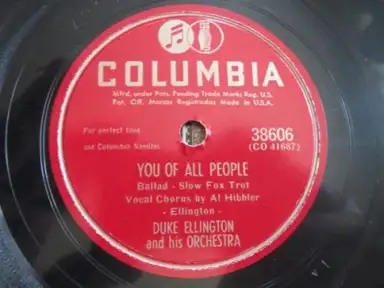 COLUMBIA
Mfrd. under Pats. Pending Trade Marks Reg. U.S.
Pat. Off. Marcas Registradas Made in U.S.A.
For perfect tone
use Columbia Needles
38606
(CO 41687)
YOU OF ALL PEOPLE
Ballad - Slow Fox Trot
Vocal Chorus by Al Hibbler
- Ellington -
DUKE ELLINGTON
and his ORCHESTRA